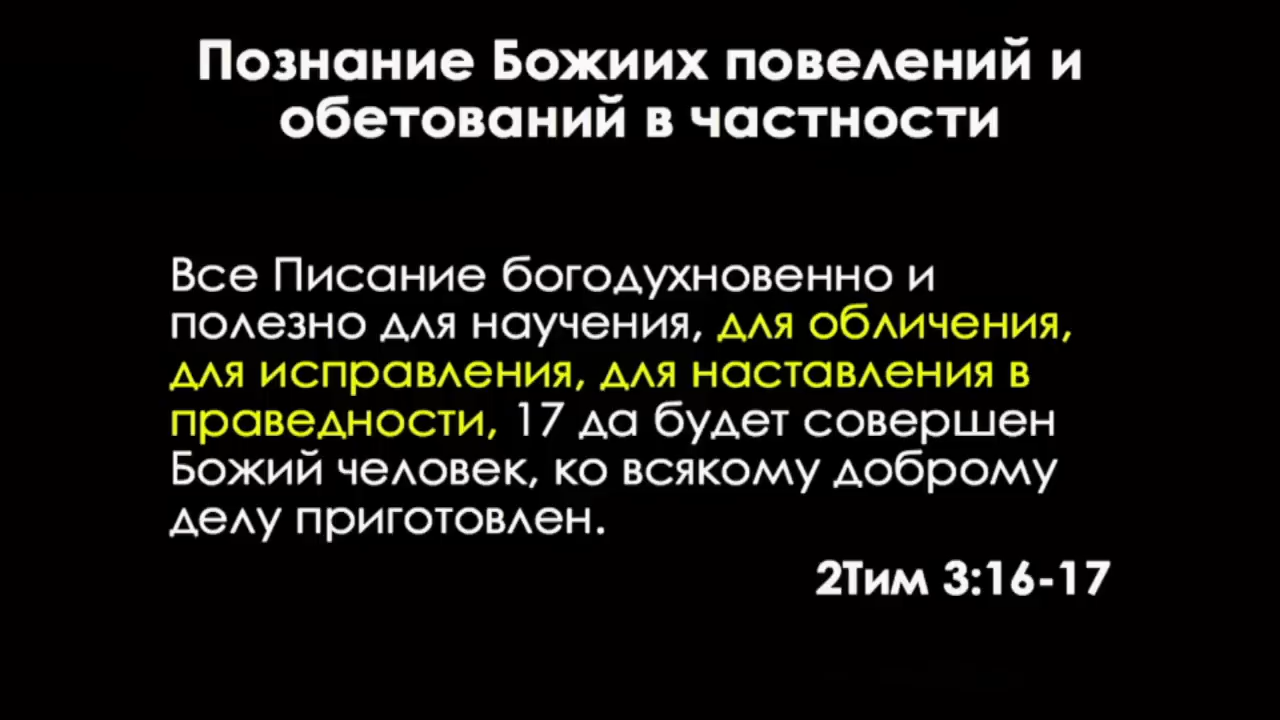 Познание Божиих повелений и
обетований в частности
Все Писание богодухновенно и
полезно для научения, для обличения,
для исправления, для наставления в
праведности, 17 да будет совершен
Божий человек, ко всякому доброму
делу приготовлен.
2Тим 3:16-17